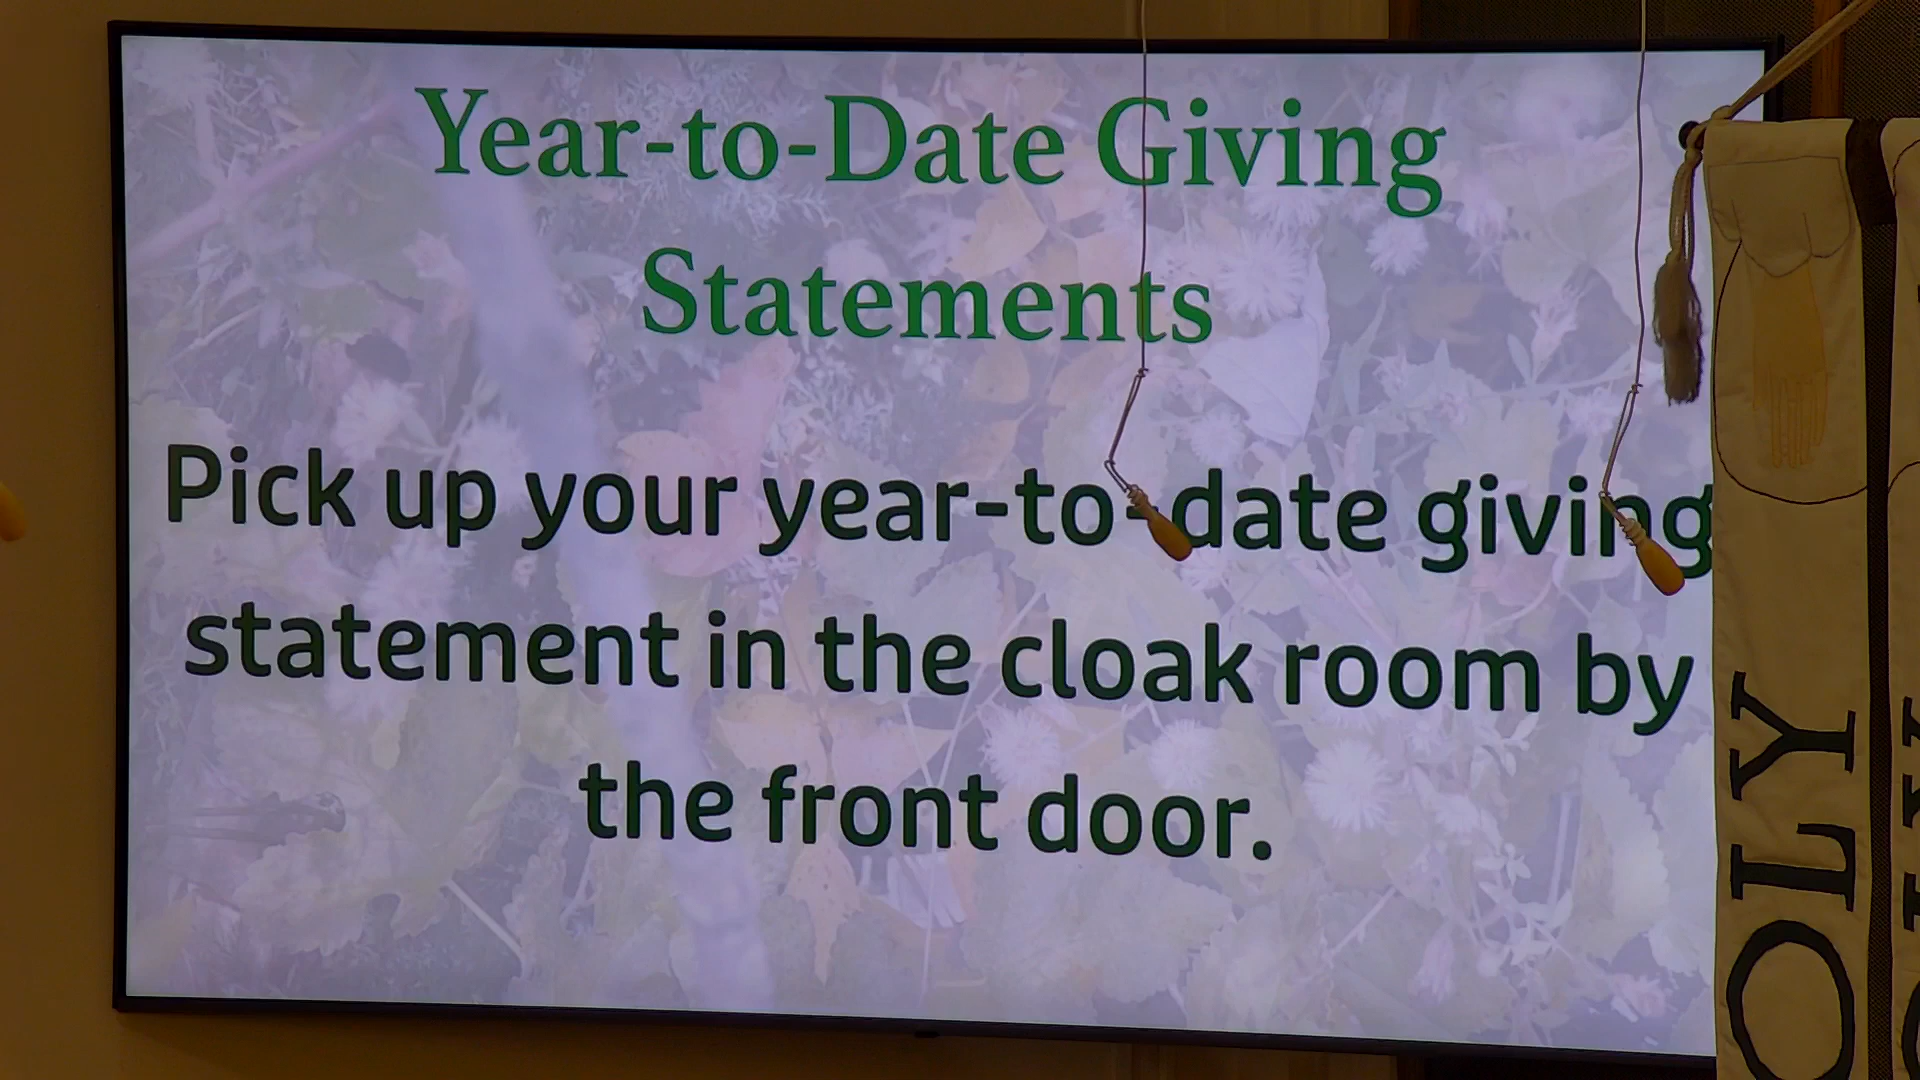 Year-to-Date Giving
Statements
Pick up your year-to-date giving
statement in the cloak room by
the front door.
OLY